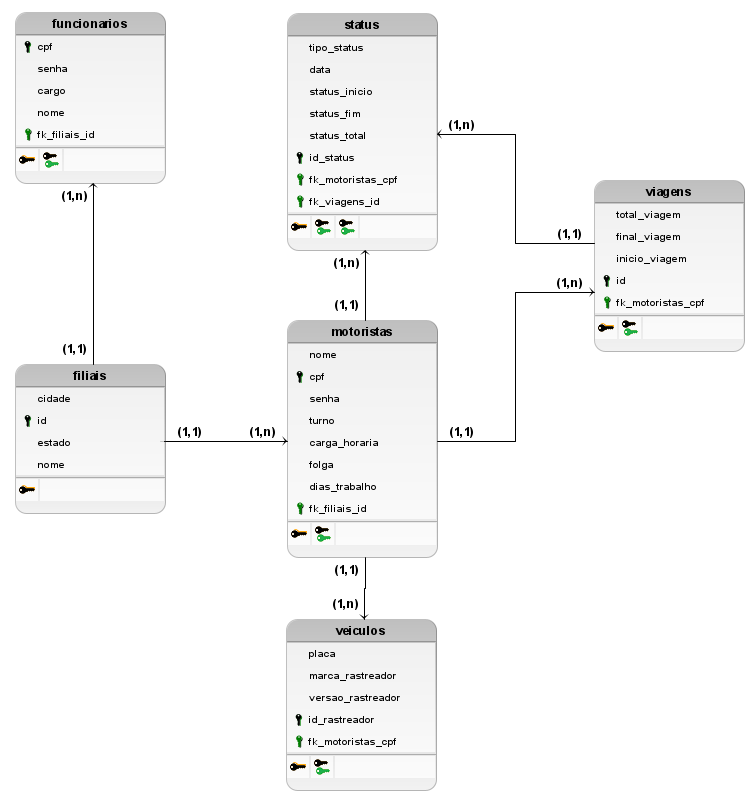 funcionarios
cpf
senha
cargo
nome
fk_filiais_id
(1,n)
(1,1)
filiais
cidade
id
estado
nome
(1,1)
(1,n)
status
tipo_status
data
status_inicio
status_fim
status_total
id_status
fk_motoristas_cpf
fk_viagens_id
(1,n)
(1,1)
(1,n)
(1,1)
motoristas
nome
cpf
senha
turno
carga_horaria
folga
dias_trabalho
fk_filiais_id
(1,1)
(1,n)
viagens
total_viagem
final_viagem
inicio_viagem
id
fk_motoristas_cpf
(1,1)
(1,n)
veiculos
placa
marca_rastreador
versao_rastreador
id_rastreador
fk_motoristas_cpf